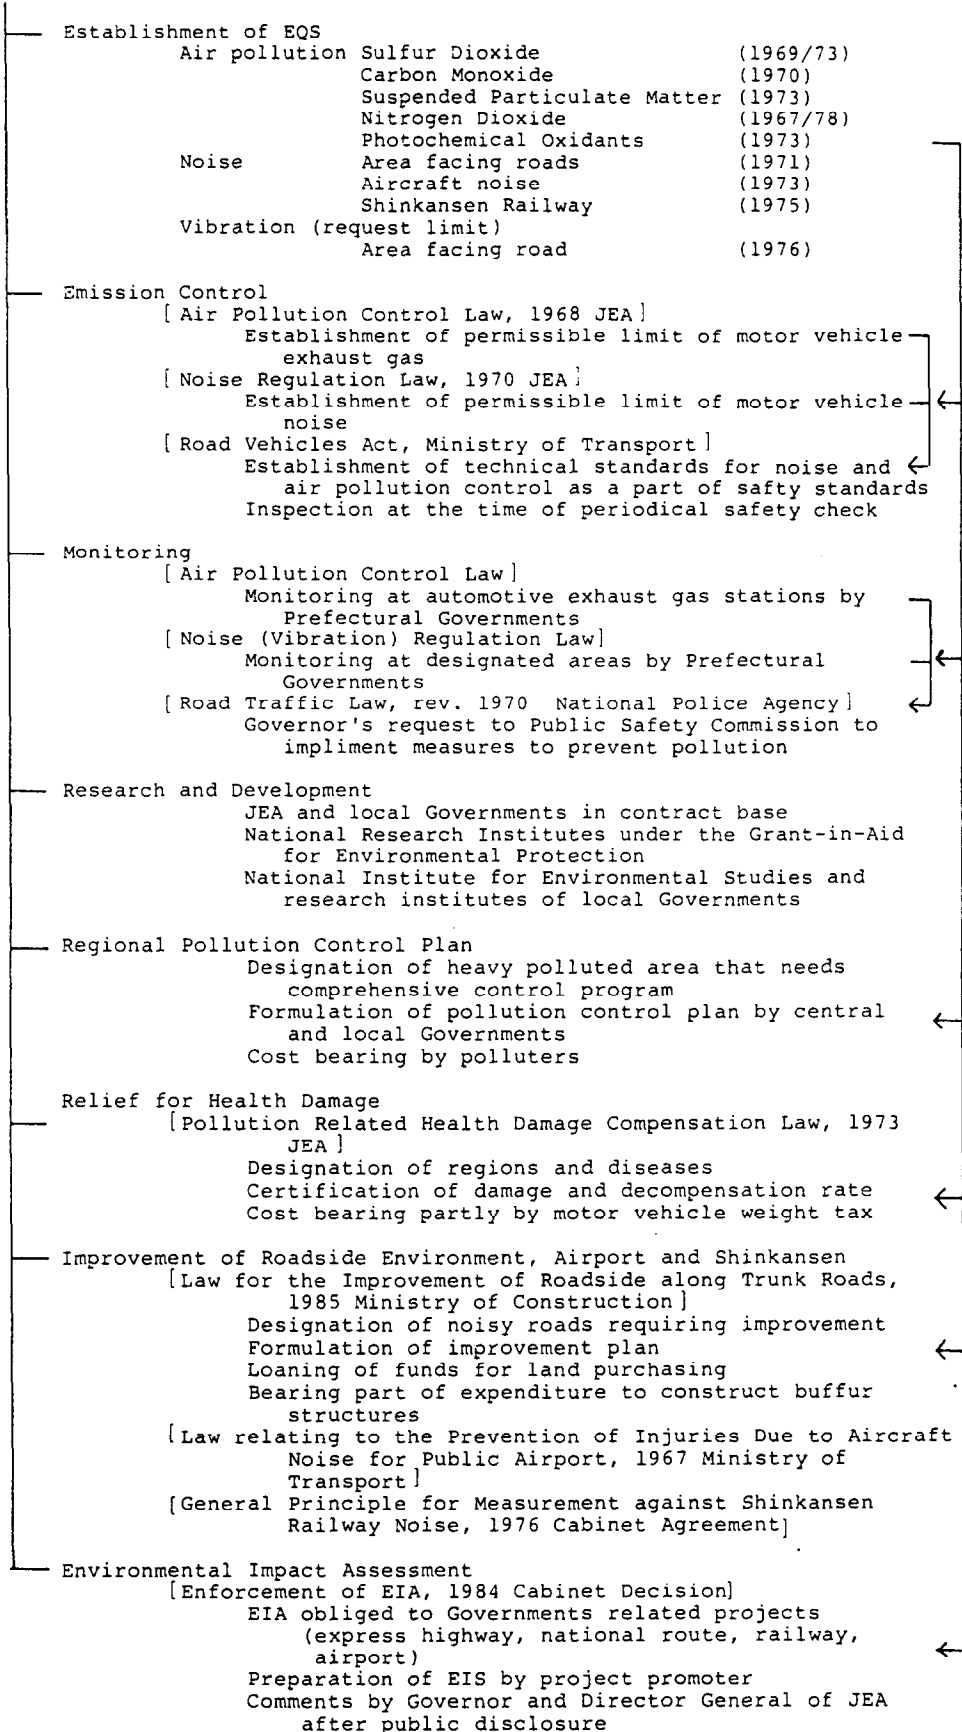 Establishment of EQS
Air pollution Sulfur Dioxide (1969/73)
Carbon Monoxide (1970)
Suspended Particulate Matter (1973)
Nitrogen Dioxide (1967/78)
Photochemical Oxidants (1973)
Noise Area facing roads (1971)
Aircraft noise (1973)
Shinkansen Railway (1975)
Vibration (request limit)
Area facing road (1976)
Emission Control
[Air Pollution Control Law, 1968 JEA]
Establishment of permissible limit of motor vehicle
exhaust gas
[Noise Regulation Law, 1970 JEA]
Establishment of permissible limit of motor vehicle
noise
[Road Vehicles Act, Ministry of Transport]
Establishment of technical standards for noise and
air pollution control as a part of safty standards
Inspection at the time of periodical safety check
Monitoring
[Air Pollution Control Law]
Monitoring at automotive exhaust gas stations by
Prefectural Governments
[Noise (Vibration) Regulation Law]
Monitoring at designated areas by Prefectural
Governments
[Road Traffic Law, rev. 1970 National Police Agency]
Governor's request to Public Safety Commission to
impliment measures to prevent pollution
Research and Development
JEA and local Governments in contract base
National Research Institutes under the Grant-in-Aid
for Environmental Protection
National Institute for Environmental Studies and
research institutes of local Governments
Regional Pollution Control Plan
Designation of heavy polluted area that needs
comprehensive control program
Formulation of pollution control plan by central
and local Governments
Cost bearing by polluters
Relief for Health Damage
[Pollution Related Health Damage Compensation Law, 1973
JEA]
Designation of regions and diseases
Certification of damage and decompensation rate
Cost bearing partly by motor vehicle weight tax
Improvement of Roadside Environment, Airport and Shinkansen
[Law for the Improvement of Roadside along Trunk Roads,
1985 Ministry of Construction]
Designation of noisy roads requiring improvement
Formulation of improvement plan
Loaning of funds for land purchasing
Bearing part of expenditure to construct buffur
structures
[Law relating to the Prevention of Injuries Due to Aircraft
Noise for Public Airport, 1967 Ministry of
Transport]
[General Principle for Measurement against Shinkansen
Railway Noise, 1976 Cabinet Agreement]
Environmental Impact Assessment
[Enforcement of EIA, 1984 Cabinet Decision]
EIA obliged to Governments related projects
(express highway, national route, railway,
airport)
Preparation of EIS by project promoter
Comments by Governor and Director General of JEA
after public disclosure